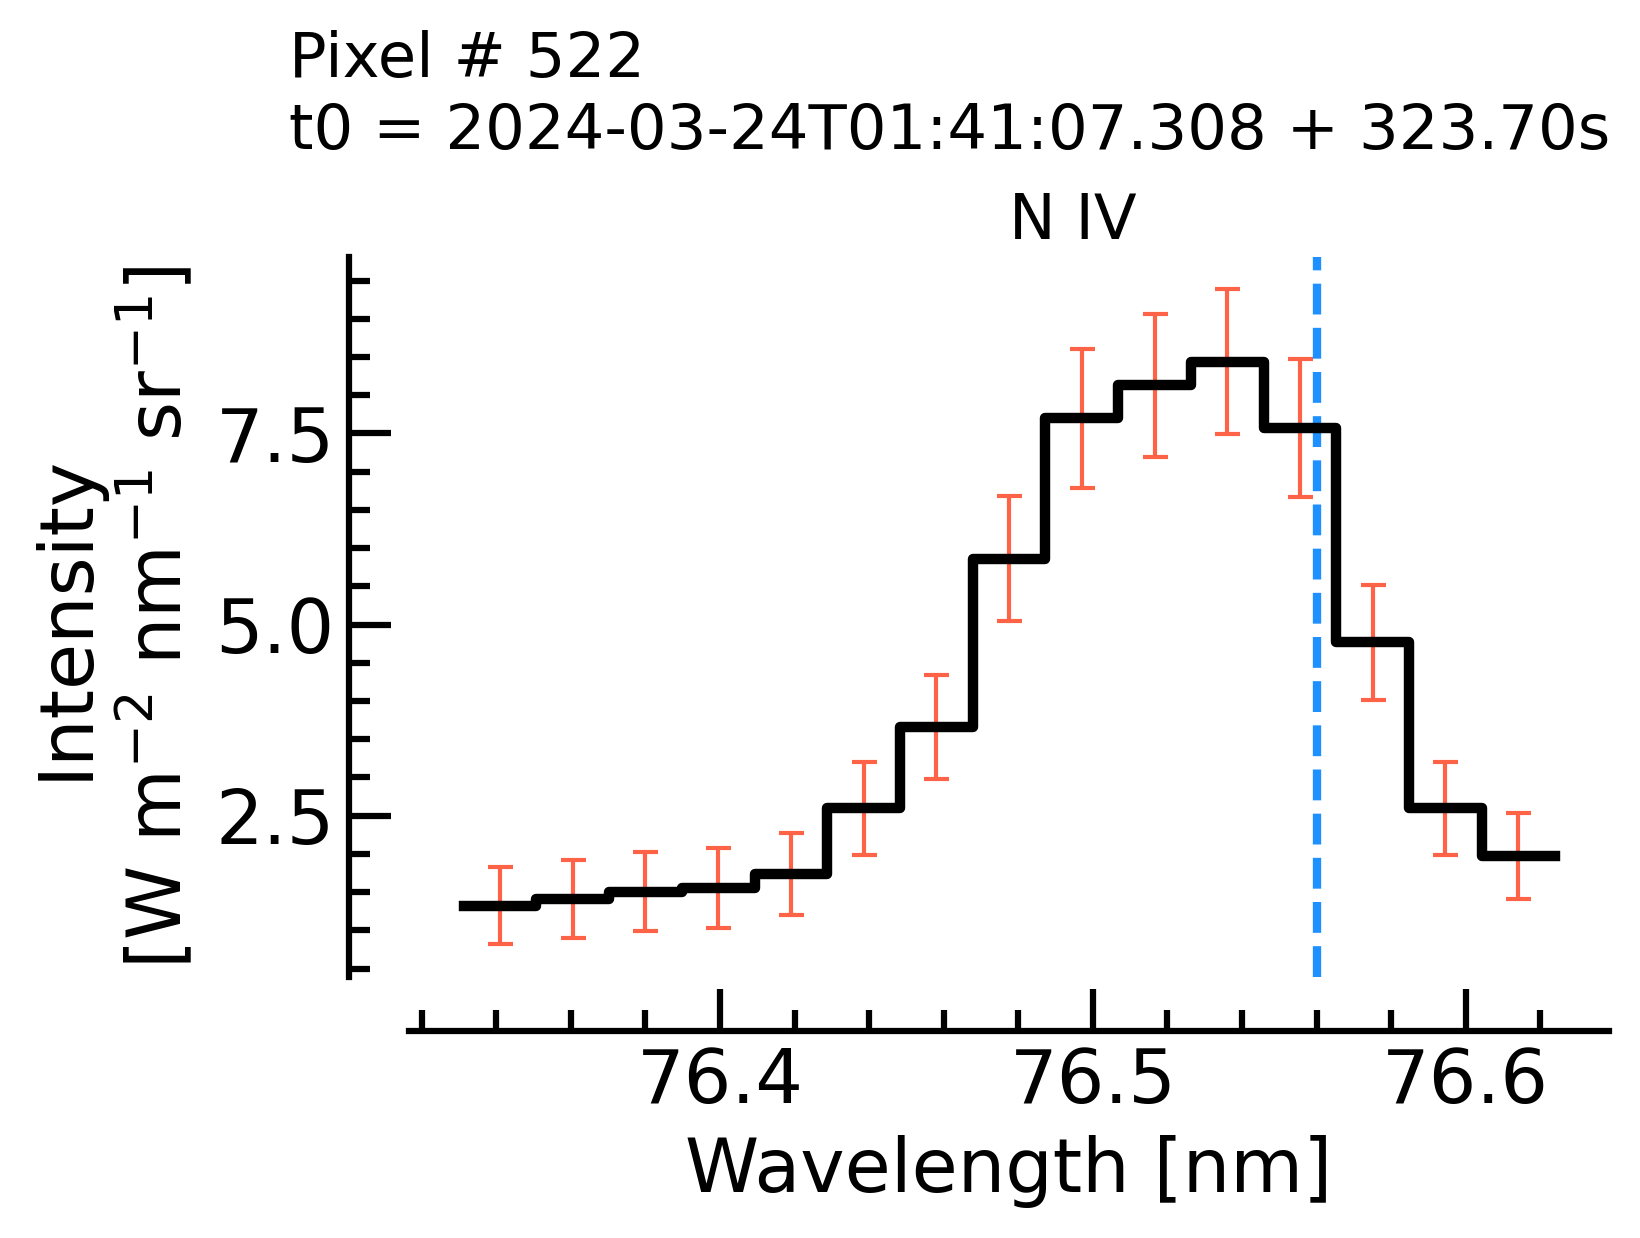 Pixel # 522
t0 = 2024-03-24T01:41:07.308 + 323.70s
N IV
Intensity
[W m⁻² nm⁻¹ sr⁻¹]
7.5
5.0
2.5
76.4 76.5 76.6
Wavelength [nm]